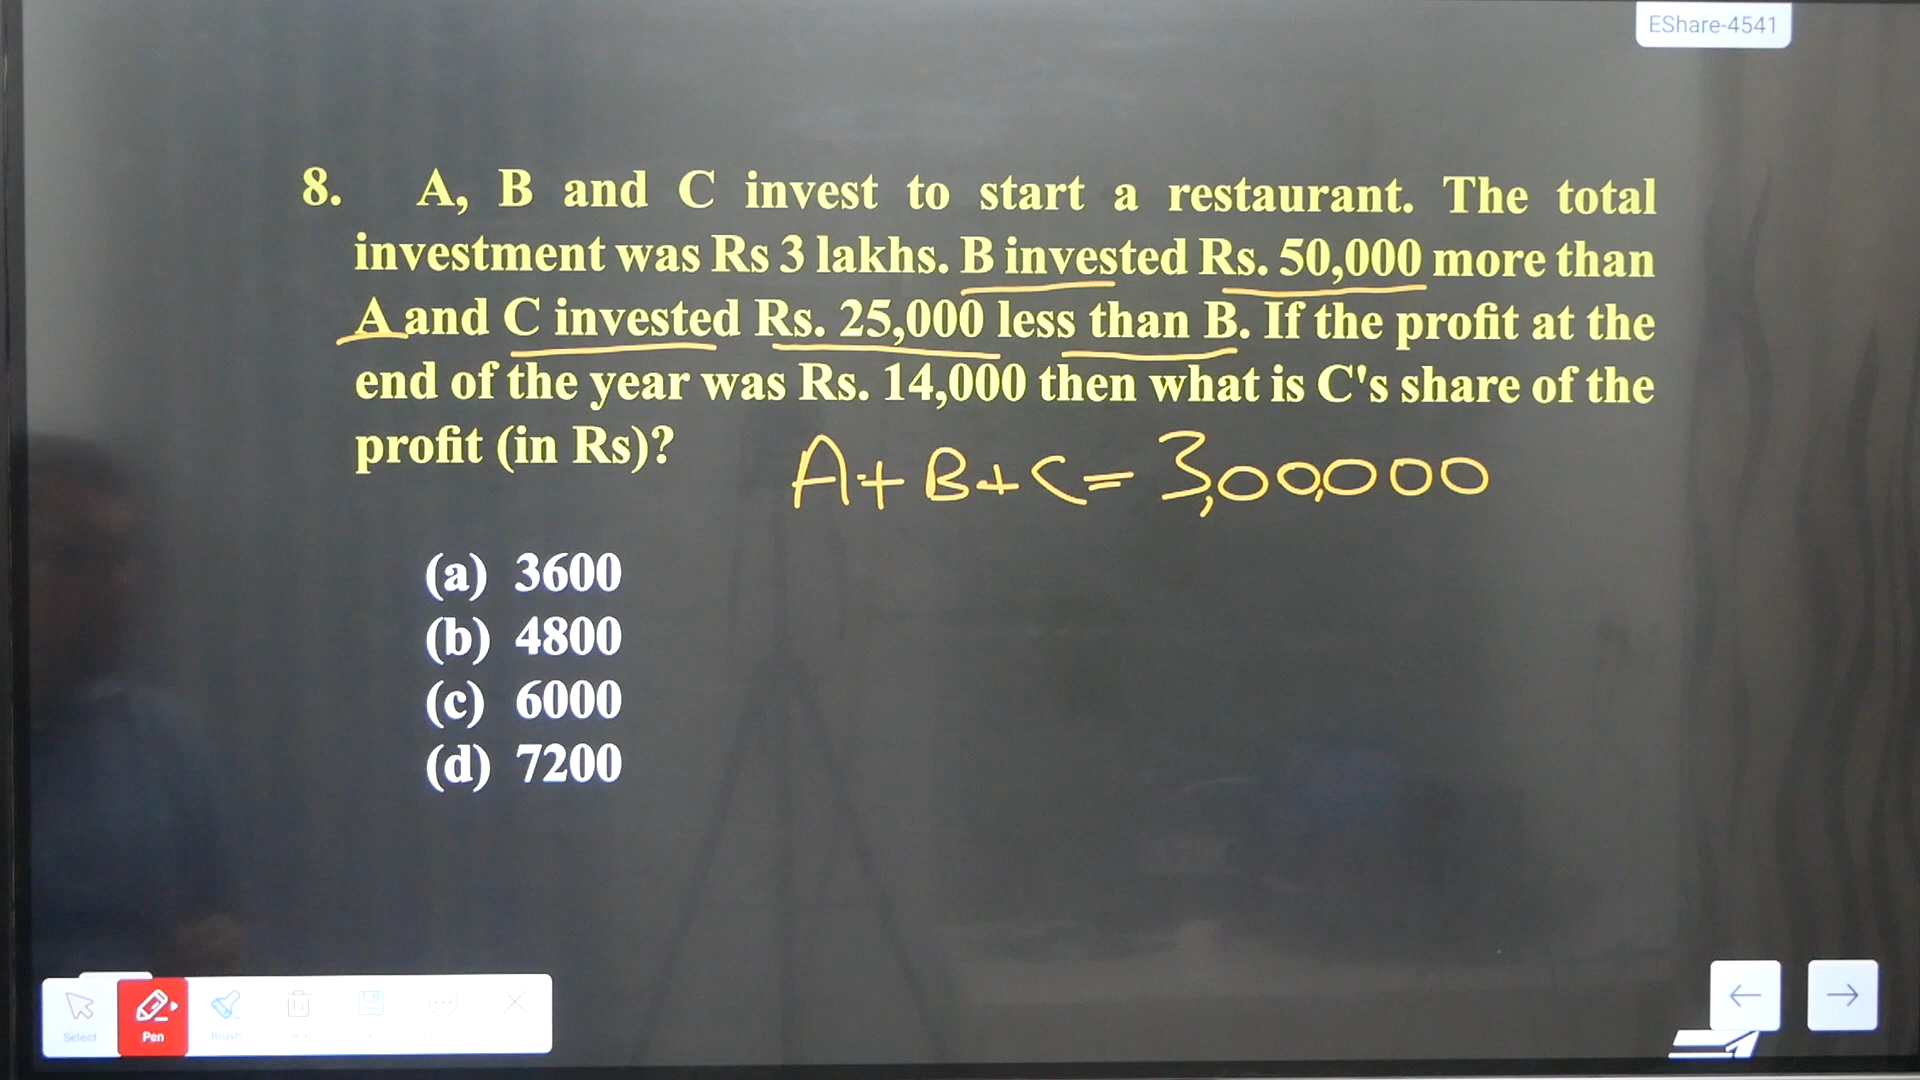 EShare-4541
8. A, B and C invest to start a restaurant. The total
investment was Rs 3 lakhs. B invested Rs. 50,000 more than
A and C invested Rs. 25,000 less than B. If the profit at the
end of the year was Rs. 14,000 then what is C's share of the
profit (in Rs)?
A+B+C=3,00,000
(a) 3600
(b) 4800
(c) 6000
(d) 7200
Select Pen Brush